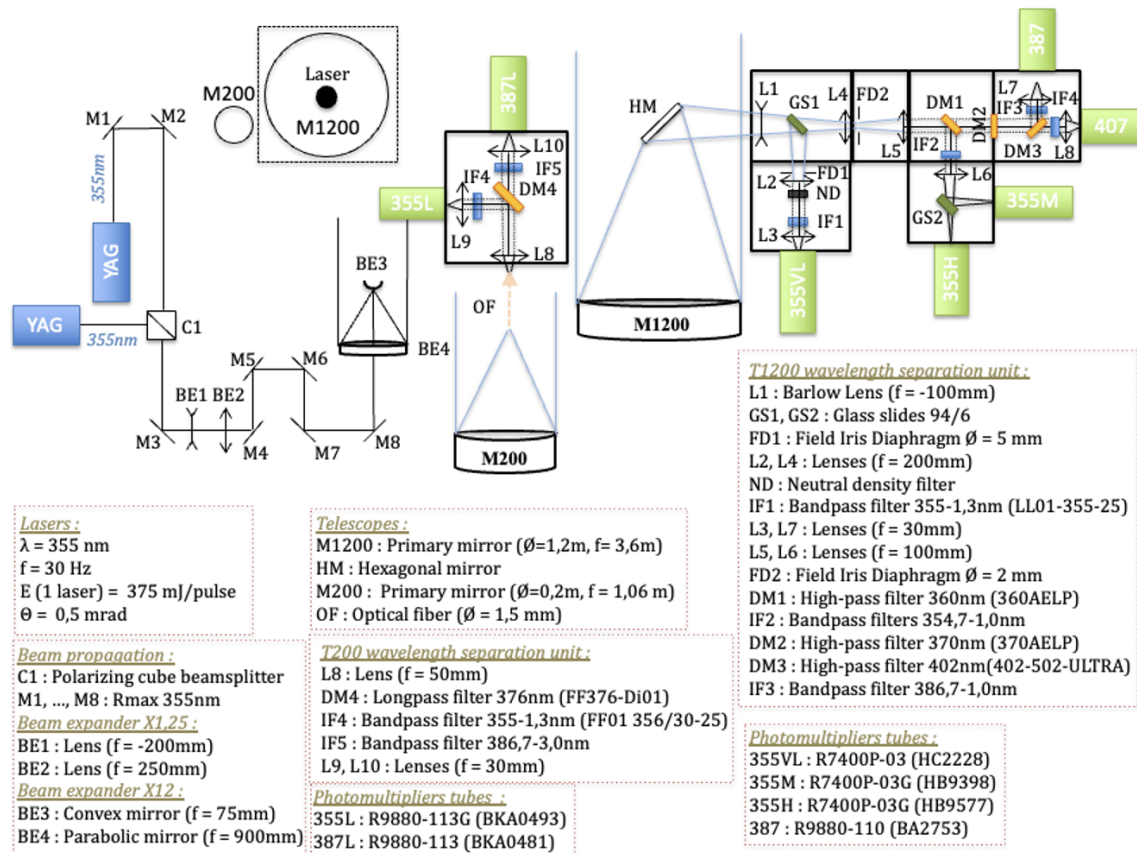 M1
M2
355nm
YAG
YAG
355nm
C1
M200
Laser
M1200
M3
BE1
BE2
M4
M5
M6
M7
M8
BE3
BE4
387L
L10
IF5
IF4
DM4
355L
L9
L8
OF
M200
HM
M1200
L1
GS1
L4
FD2
L5
L2
FD1
ND
IF1
L3
355VL
DM1
DM2
IF2
L6
GS2
355M
355H
387
L7
IF3
IF4
407
DM3
L8
Lasers :
λ = 355 nm
f = 30 Hz
E (1 laser) = 375 mJ/pulse
Θ = 0,5 mrad
Beam propagation :
C1 : Polarizing cube beamsplitter
M1, ..., M8 : Rmax 355nm
Beam expander X1,25
BE1 : Lens (f = -200mm)
BE2 : Lens (f = 250mm)
Beam expander X12 :
BE3 : Convex mirror (f = 75mm)
BE4 : Parabolic mirror (f = 900mm)
Telescopes :
M1200 : Primary mirror (Ø=1,2m, f= 3,6m)
HM : Hexagonal mirror
M200 : Primary mirror (Ø=0,2m, f = 1,06 m)
OF : Optical fiber (Ø = 1,5 mm)
T200 wavelength separation unit :
L8 : Lens (f = 50mm)
DM4 : Longpass filter 376nm (FF376-Di01)
IF4 : Bandpass filter 355-1,3nm (FF01 356/30-25)
IF5 : Bandpass filter 386,7-3,0nm
L9, L10 : Lenses (f = 30mm)
Photomultipliers tubes :
355L : R9880-113G (BKA0493)
387L : R9880-113 (BKA0481)
T1200 wavelength separation unit :
L1 : Barlow Lens (f = -100mm)
GS1, GS2 : Glass slides 94/6
FD1 : Field Iris Diaphragm Ø = 5 mm
L2, L4 : Lenses (f = 200mm)
ND : Neutral density filter
IF1 : Bandpass filter 355-1,3nm (LL01-355-25)
L3, L7 : Lenses (f = 30mm)
L5, L6 : Lenses (f = 100mm)
FD2 : Field Iris Diaphragm Ø = 2 mm
DM1 : High-pass filter 360nm (360AELP)
IF2 : Bandpass filters 354,7-1,0nm
DM2 : High-pass filter 370nm (370AELP)
DM3 : High-pass filter 402nm(402-502-ULTRA)
IF3 : Bandpass filter 386,7-1,0nm
Photomultipliers tubes :
355VL : R7400P-03 (HC2228)
355M : R7400P-03G (HB9398)
355H : R7400P-03G (HB9577)
387 : R9880-110 (BA2753)